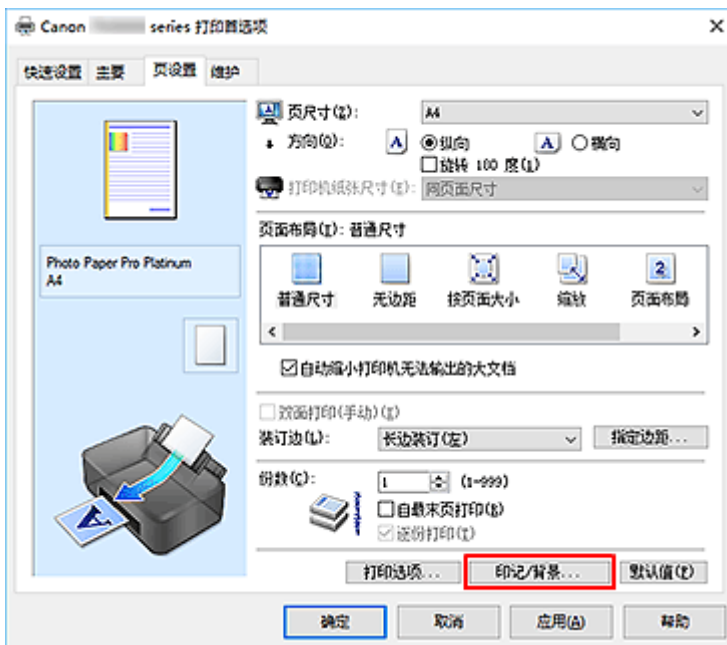 Canon series 打印首选项
快速设置 主要 页设置 维护
页尺寸(Z): A4
方向(O): A 纵向 A 横向
旋转 180 度(1)
打印机纸张尺寸(E): 同页面尺寸
页面布局(I): 普通尺寸
普通尺寸 无边距 按页面大小 缩放 页面布局
自动缩小打印机无法输出的大文档
双面打印(手动)(X)
装订边(L): 长边装订(左) 指定边距...
份数(C): 1 (1-999)
自最末页打印(B)
逐份打印(T)
Photo Paper Pro Platinum
A4
打印选项... 印记/背景... 默认值(F)
确定 取消 应用(A) 帮助